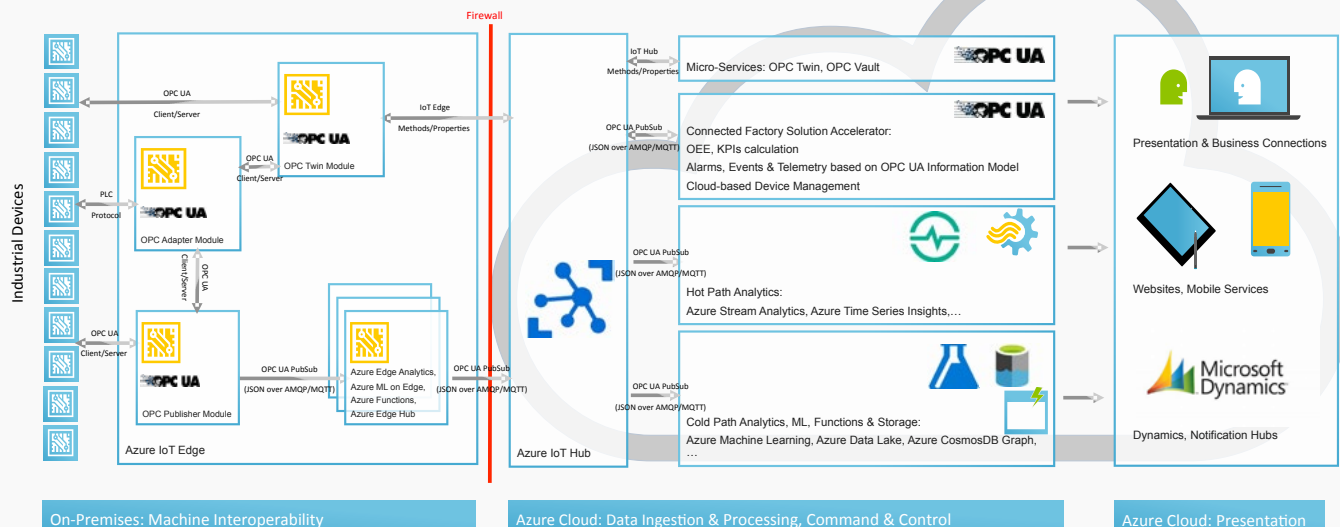 Firewall
Industrial Devices
OPC UA
Client/Server
OPC UA
OPC Twin Module
IoT Edge
Methods/Properties
OPC UA
Client/Server
PLC
Protocol
OPC UA
OPC Adapter Module
OPC UA
Client/Server
OPC UA
Client/Server
OPC UA
OPC Publisher Module
OPC UA PubSub
(JSON over AMQP/MQTT)
Azure Edge Analytics,
Azure ML on Edge,
Azure Functions,
Azure Edge Hub
OPC UA PubSub
(JSON over AMQP/MQTT)
Azure IoT Edge
Azure IoT Hub
IoT Hub
Methods/Properties
OPC UA
Micro-Services: OPC Twin, OPC Vault
OPC UA PubSub
(JSON over AMQP/MQTT)
OPC UA
Connected Factory Solution Accelerator:
OEE, KPIs calculation
Alarms, Events & Telemetry based on OPC UA Information Model
Cloud-based Device Management
OPC UA PubSub
(JSON over AMQP/MQTT)
Hot Path Analytics:
Azure Stream Analytics, Azure Time Series Insights,…
OPC UA PubSub
(JSON over AMQP/MQTT)
Cold Path Analytics, ML, Functions & Storage:
Azure Machine Learning, Azure Data Lake, Azure CosmosDB Graph,
…
Presentation & Business Connections
Websites, Mobile Services
Microsoft
Dynamics
Dynamics, Notification Hubs
On-Premises: Machine Interoperability
Azure Cloud: Data Ingestion & Processing, Command & Control
Azure Cloud: Presentation